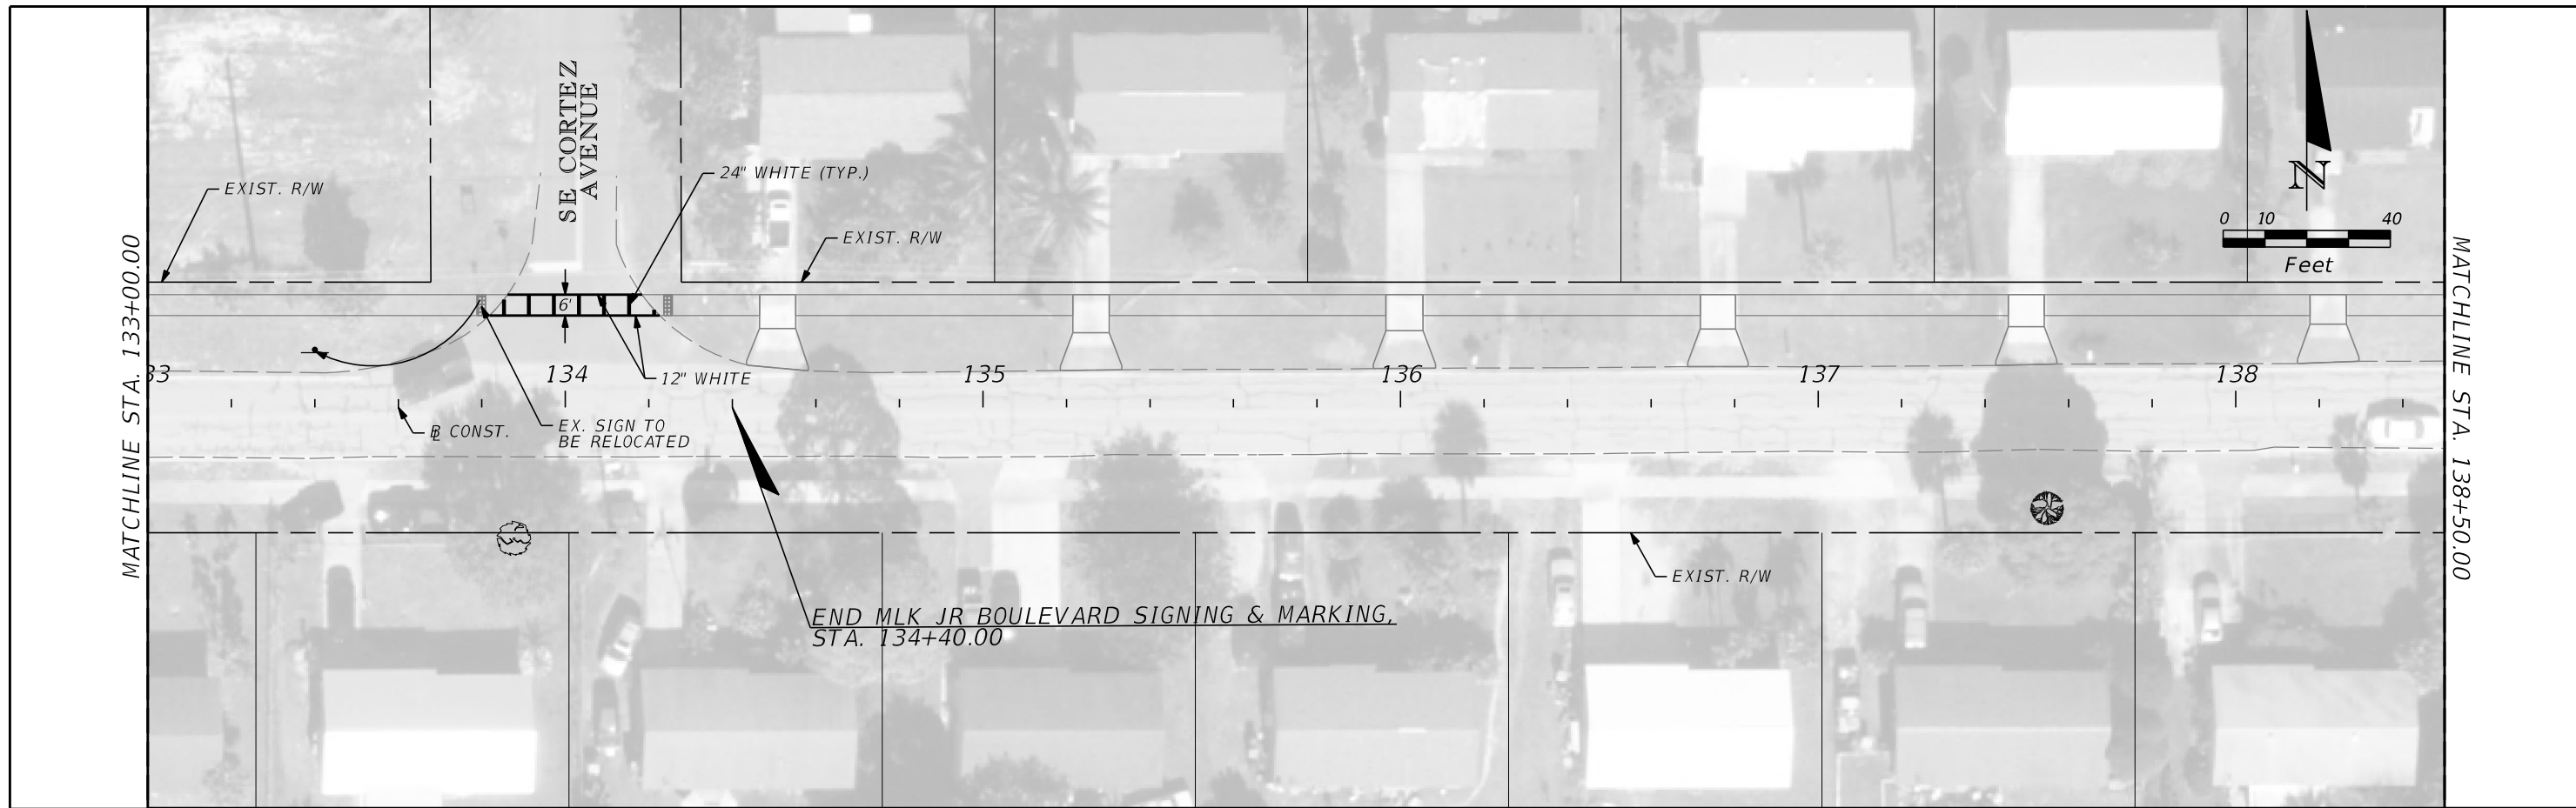 MATCHLINE STA. 133+00.00
SE CORTEZ
AVENUE
24" WHITE (TYP.)
EXIST. R/W
EXIST. R/W
N
0 10 40
Feet
6'
12" WHITE
33
134
135
136
137
138
BL CONST.
EX. SIGN TO
BE RELOCATED
EXIST. R/W
END MLK JR BOULEVARD SIGNING & MARKING,
STA. 134+40.00
MATCHLINE STA. 138+50.00